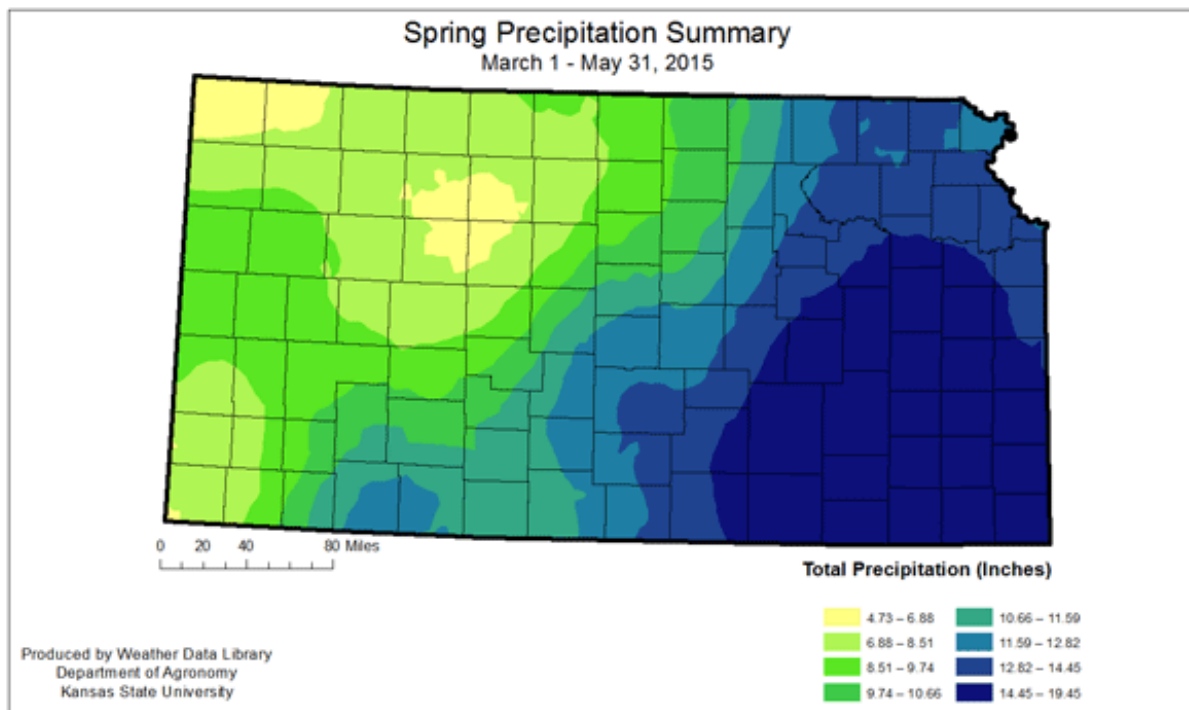 Spring Precipitation Summary
March 1 - May 31, 2015
0 20 40 80 Miles
Total Precipitation (Inches)
4.73 – 6.88
6.88 – 8.51
8.51 – 9.74
9.74 – 10.66
10.66 – 11.59
11.59 – 12.82
12.82 – 14.45
14.45 – 19.45
Produced by Weather Data Library
Department of Agronomy
Kansas State University